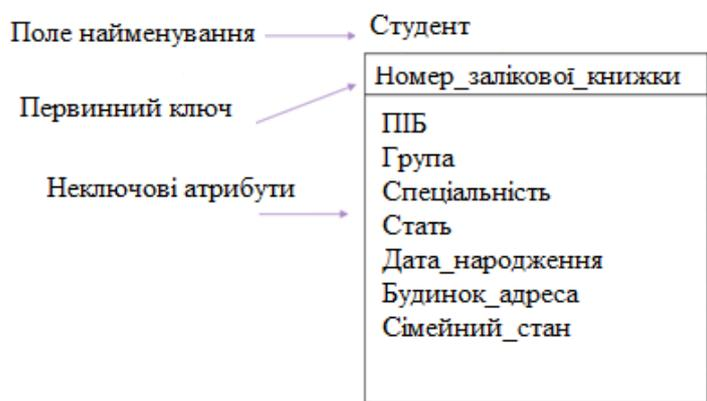 Поле найменування
Студент
Первинний ключ
Номер_залікової_книжки
Неключові атрибути
ПІБ
Група
Спеціальність
Стать
Дата_народження
Будинок_адреса
Сімейний_стан